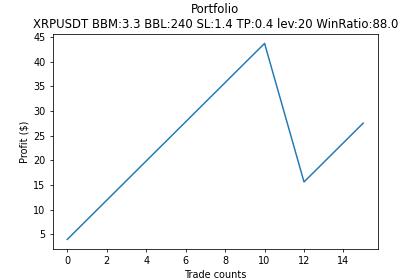 Portfolio
XRPUSDT BBM:3.3 BBL:240 SL:1.4 TP:0.4 lev:20 WinRatio:88.0
45
40
35
30
25
20
15
10
5
Profit ($)
0 2 4 6 8 10 12 14
Trade counts